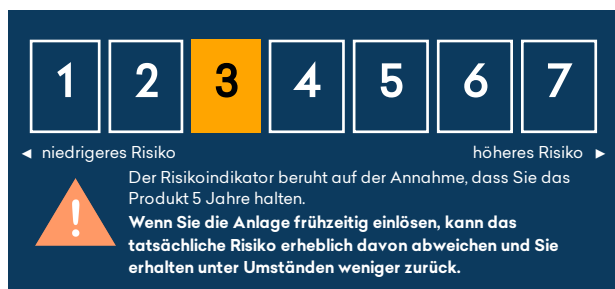 1 2 3 4 5 6 7
◄ niedrigeres Risiko höheres Risiko ►
Der Risikoindikator beruht auf der Annahme, dass Sie das
Produkt 5 Jahre halten.
Wenn Sie die Anlage frühzeitig einlösen, kann das
tatsächliche Risiko erheblich davon abweichen und Sie
erhalten unter Umständen weniger zurück.
!